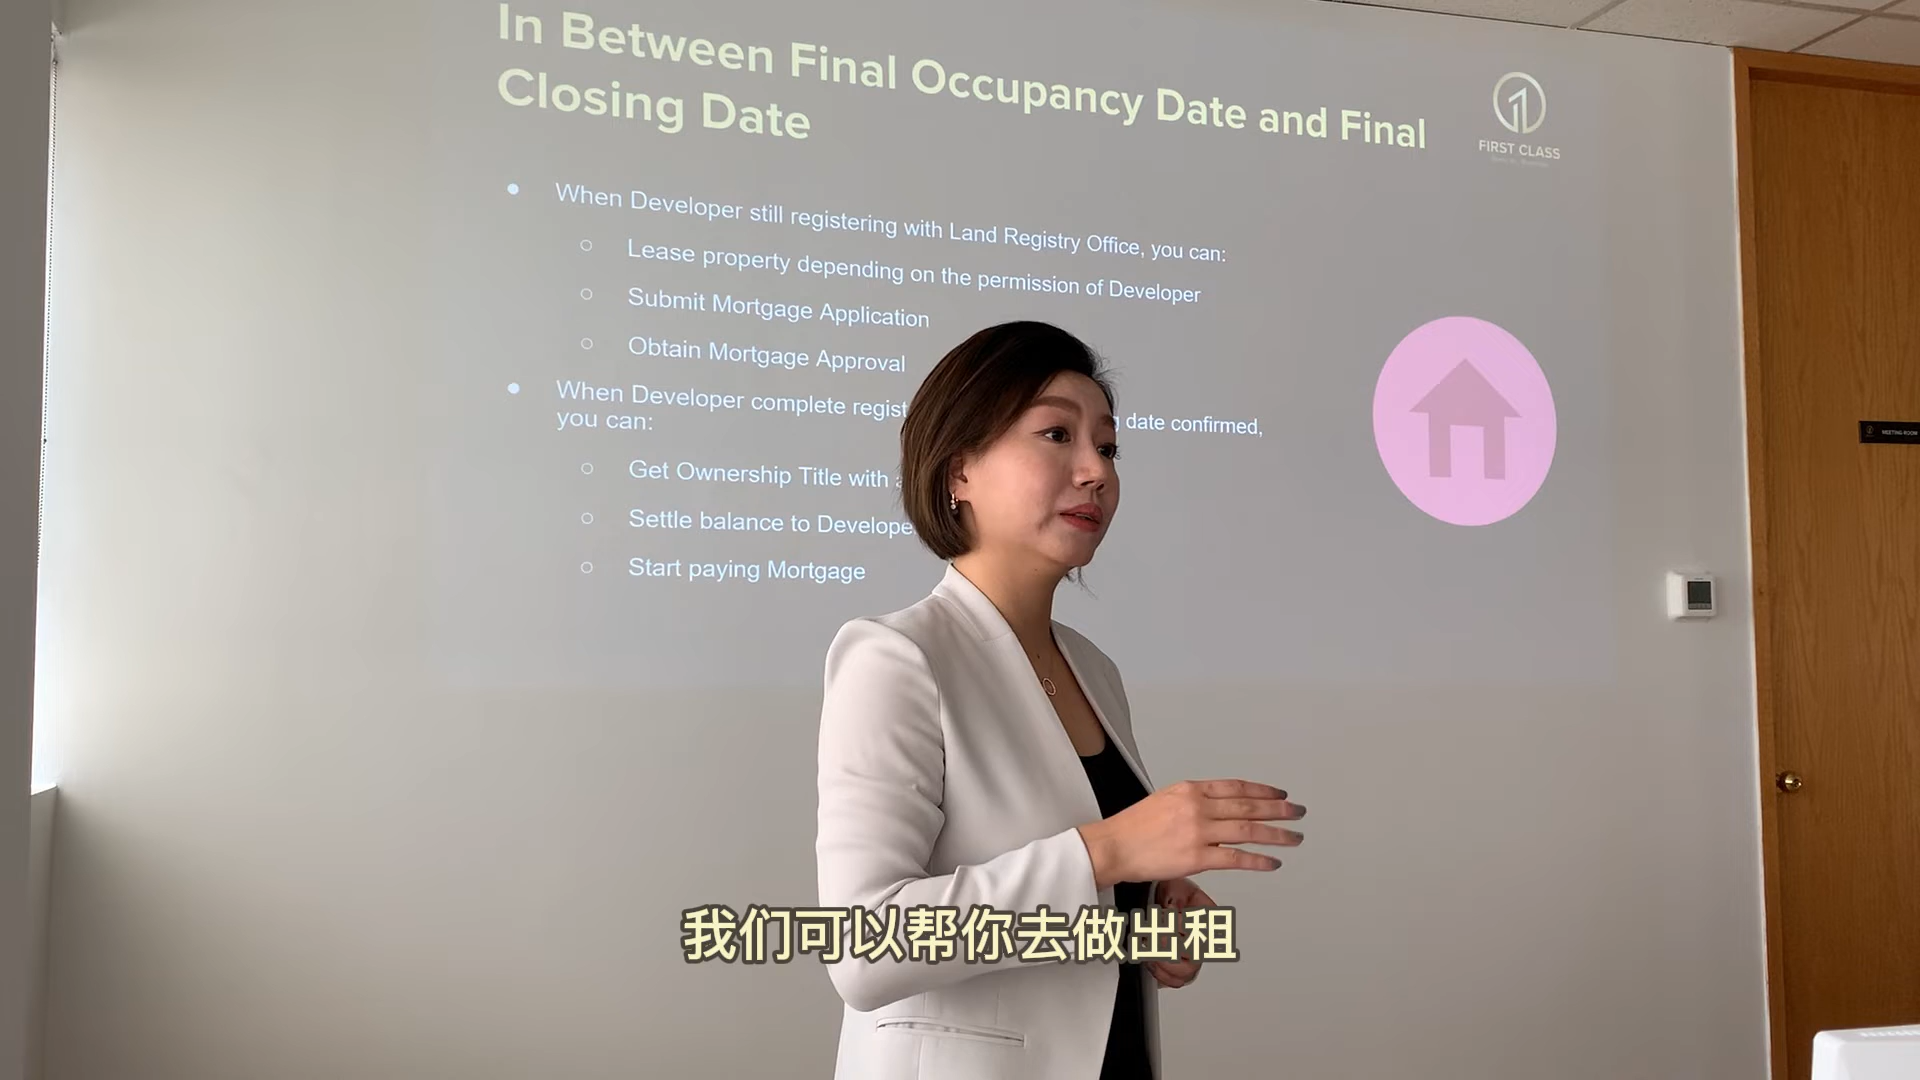 In Between Final Occupancy Date and Final
Closing Date
FIRST CLASS
When Developer still registering with Land Registry Office, you can:
Lease property depending on the permission of Developer
Submit Mortgage Application
Obtain Mortgage Approval
When Developer complete regist date confirmed,
you can:
Get Ownership Title with
Settle balance to Develope
Start paying Mortgage
MEETING ROOM
我们可以帮你去做出租